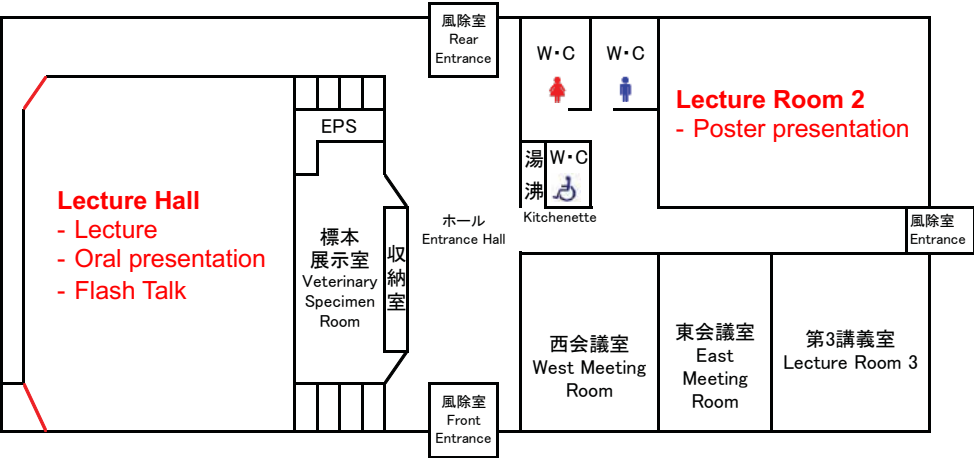 風除室
Rear
Entrance
W・C
W・C
Lecture Room 2
- Poster presentation
EPS
湯
沸
W・C
Kitchenette
Lecture Hall
- Lecture
- Oral presentation
- Flash Talk
標本
展示室
Veterinary
Specimen
Room
収
納
室
ホール
Entrance Hall
風除室
Entrance
西会議室
West Meeting
Room
東会議室
East
Meeting
Room
第3講義室
Lecture Room 3
風除室
Front
Entrance